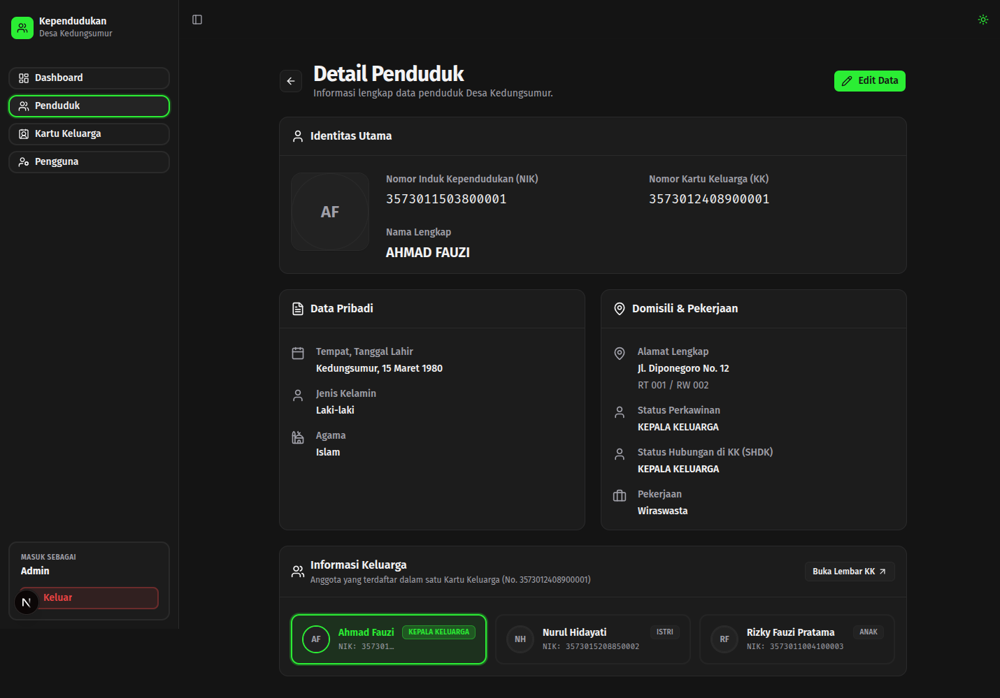 Kependudukan
Desa Kedungsumur
Dashboard
Penduduk
Kartu Keluarga
Pengguna
MASUK SEBAGAI
Admin
N
Keluar
Detail Penduduk
Informasi lengkap data penduduk Desa Kedungsumur.
Edit Data
Identitas Utama
AF
Nomor Induk Kependudukan (NIK)
3573011503800001
Nomor Kartu Keluarga (KK)
3573012408900001
Nama Lengkap
AHMAD FAUZI
Data Pribadi
Tempat, Tanggal Lahir
Kedungsumur, 15 Maret 1980
Jenis Kelamin
Laki-laki
Agama
Islam
Domisili & Pekerjaan
Alamat Lengkap
Jl. Diponegoro No. 12
RT 001 / RW 002
Status Perkawinan
KEPALA KELUARGA
Status Hubungan di KK (SHDK)
KEPALA KELUARGA
Pekerjaan
Wiraswasta
Informasi Keluarga
Anggota yang terdaftar dalam satu Kartu Keluarga (No. 3573012408900001)
Buka Lembar KK
AF
Ahmad Fauzi
KEPALA KELUARGA
NIK: 357301…
NH
Nurul Hidayati
ISTRI
NIK: 3573015208850002
RF
Rizky Fauzi Pratama
ANAK
NIK: 3573011004100003